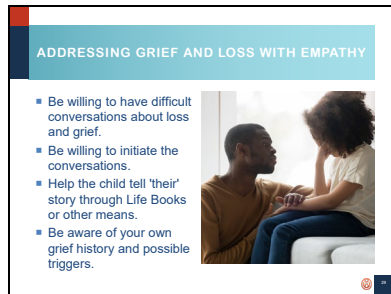 ADDRESSING GRIEF AND LOSS WITH EMPATHY
Be willing to have difficult
conversations about loss
and grief.
Be willing to initiate the
conversations.
Help the child tell 'their'
story through Life Books
or other means.
Be aware of your own
grief history and possible
triggers.